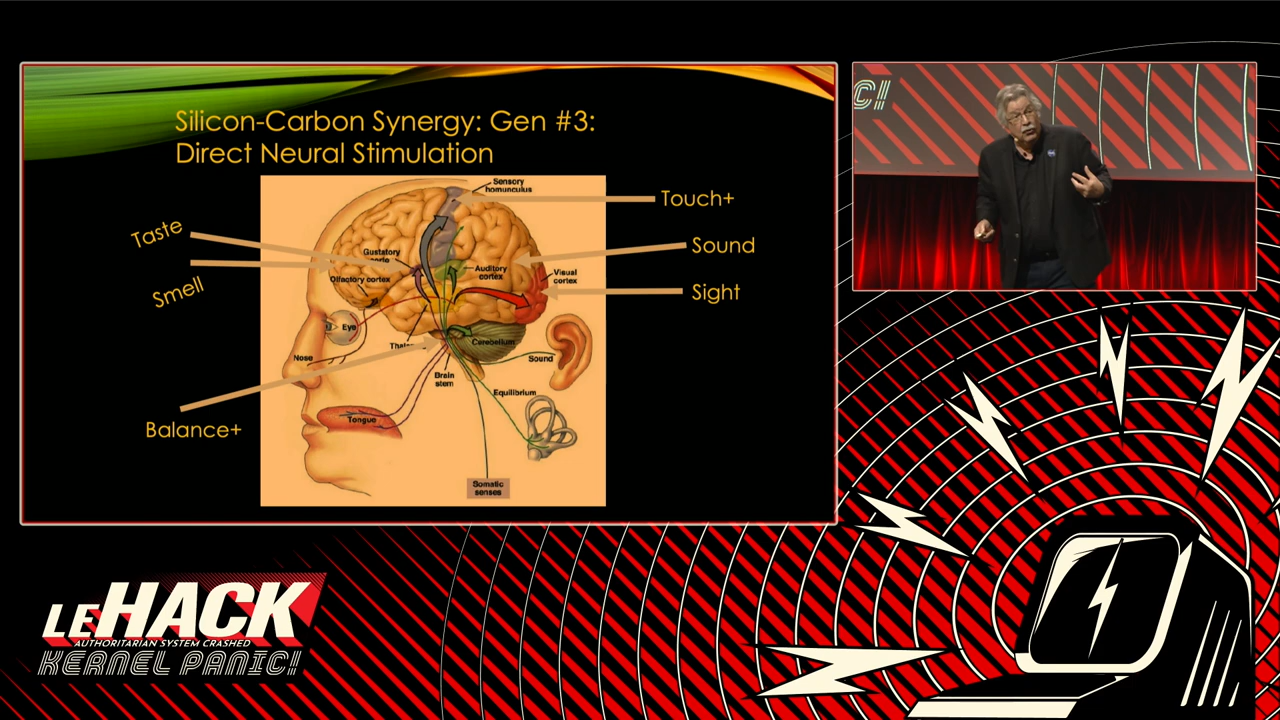 Silicon-Carbon Synergy: Gen #3:
Direct Neural Stimulation
Sensory
homunculus
Touch+
Taste
Sound
Gustatory
Auditory
cortex
Visual
cortex
Olfactory cortex
Smell
Sight
Eye
Cerebellum
Nose
Sound
Brain
stem
Equilibrium
Tongue
Balance+
Somatic
senses
C!
LEHACK
AUTHORITARIAN SYSTEM CRASHED
KERNEL PANIC!